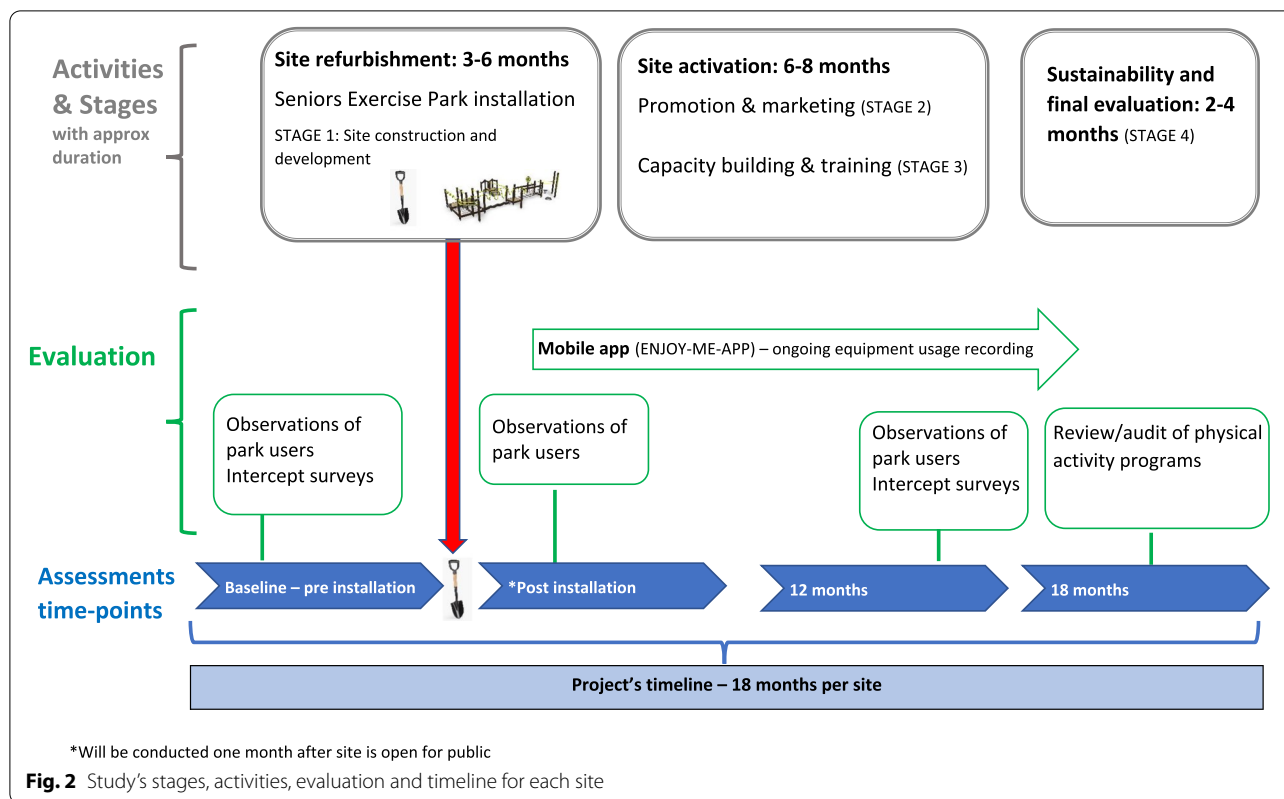 Activities
& Stages
with approx
duration
Site refurbishment: 3-6 months
Seniors Exercise Park installation
STAGE 1: Site construction and
development
Site activation: 6-8 months
Promotion & marketing (STAGE 2)
Capacity building & training (STAGE 3)
Sustainability and
final evaluation: 2-4
months (STAGE 4)
Evaluation
Mobile app (ENJOY-ME-APP) – ongoing equipment usage recording
Observations of
park users
Intercept surveys
Observations of
park users
Observations of
park users
Intercept surveys
Review/audit of physical
activity programs
Assessments
time-points
Baseline – pre installation
*Post installation
12 months
18 months
Project's timeline – 18 months per site
*Will be conducted one month after site is open for public
Fig. 2 Study's stages, activities, evaluation and timeline for each site